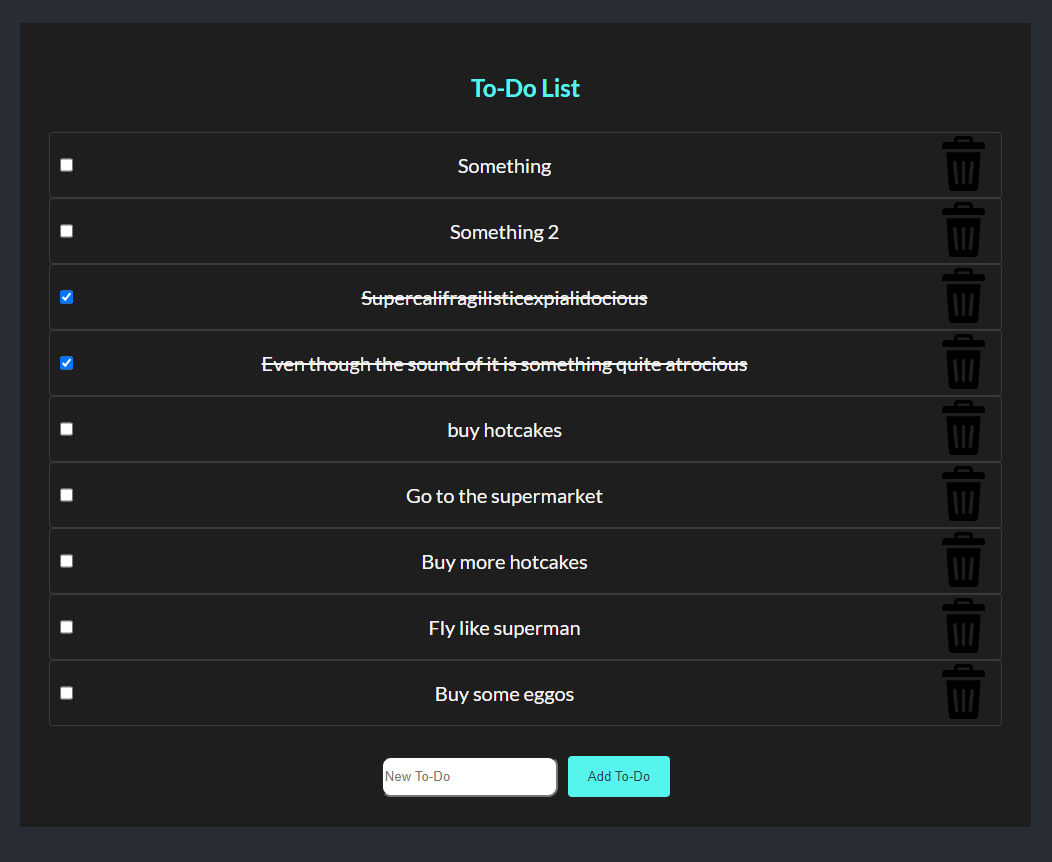 To-Do List
Something
Something 2
Supercalifragilisticexpialidocious
Even though the sound of it is something quite atrocious
buy hotcakes
Go to the supermarket
Buy more hotcakes
Fly like superman
Buy some eggos
New To-Do
Add To-Do